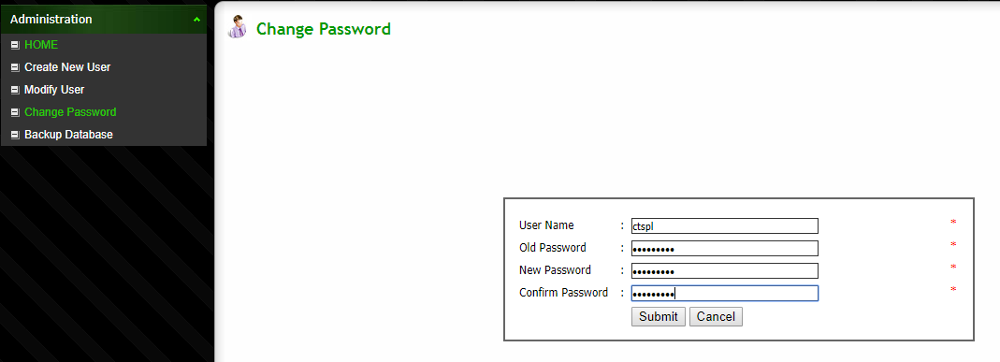 Administration
HOME
Create New User
Modify User
Change Password
Backup Database
Change Password
User Name : ctspl *
Old Password : ••••••••• *
New Password : ••••••••• *
Confirm Password : ••••••••• *
Submit Cancel